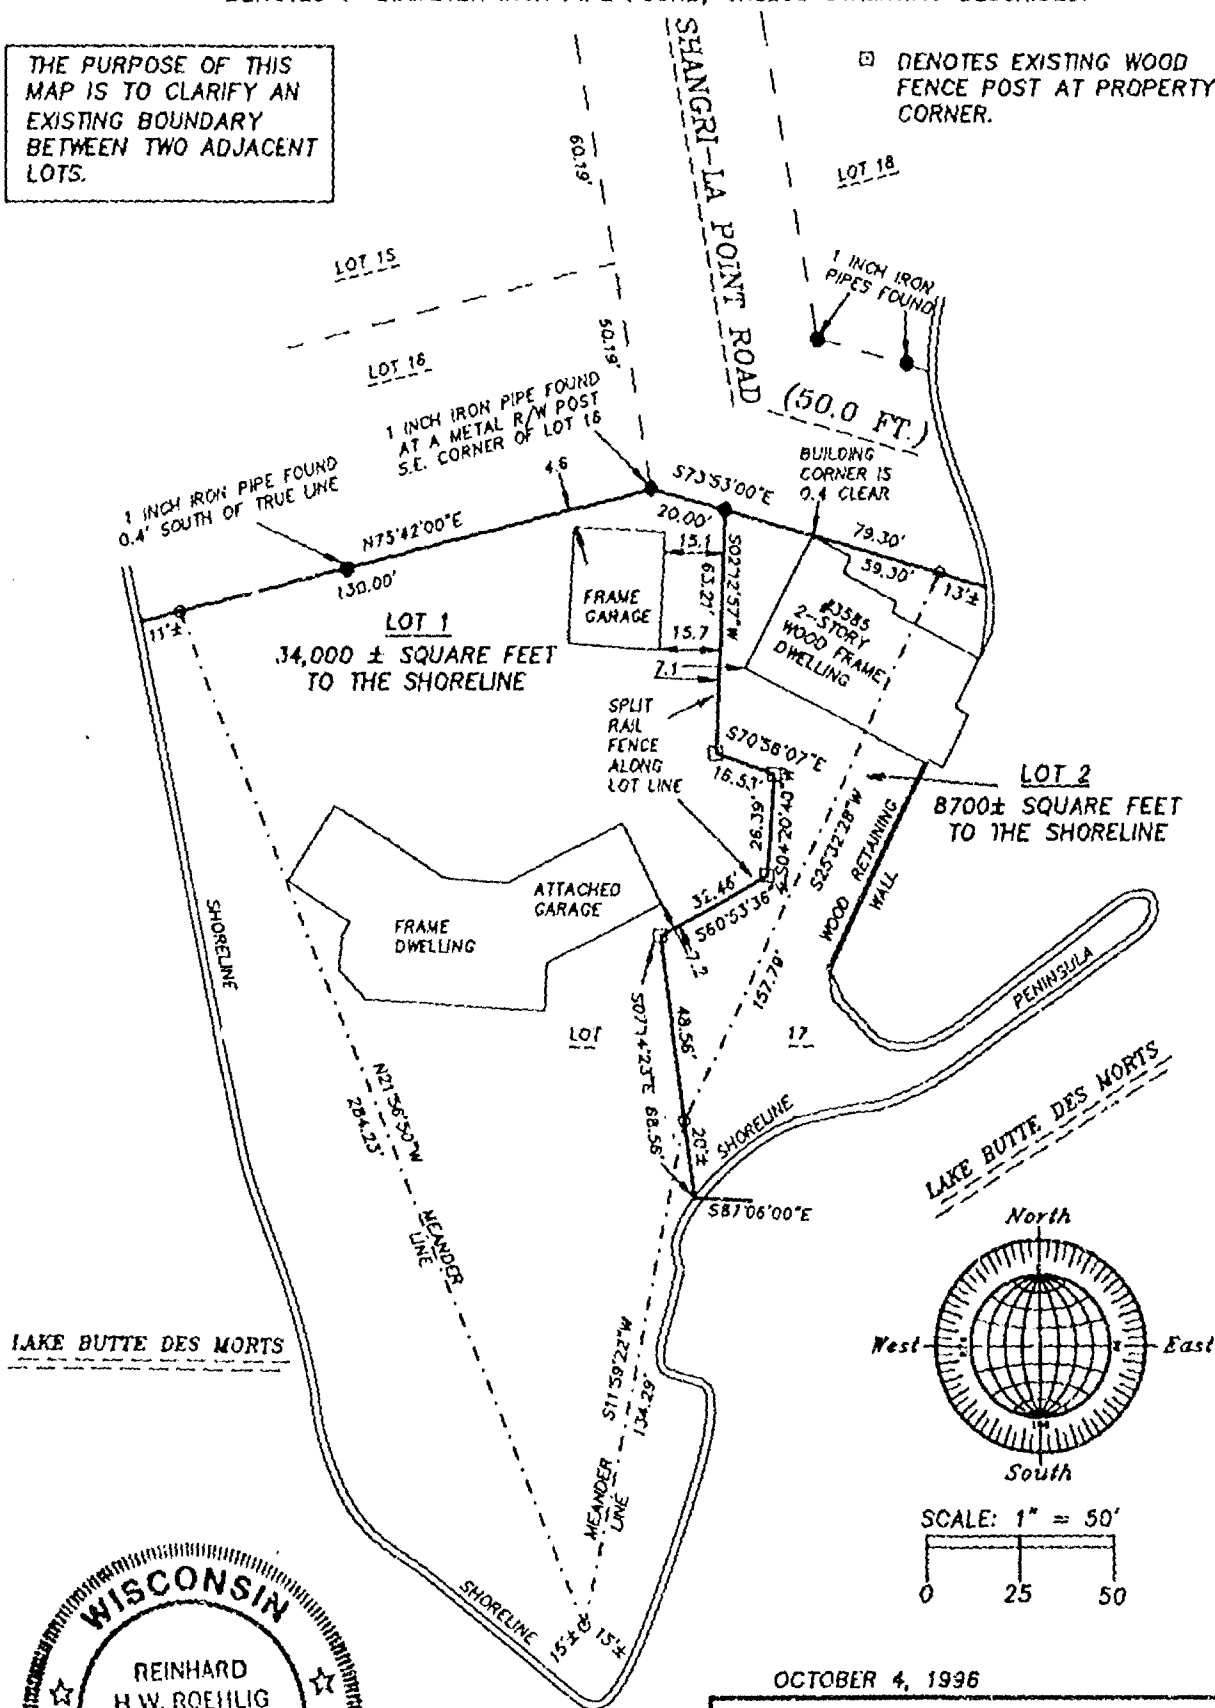 THE PURPOSE OF THIS
MAP IS TO CLARIFY AN
EXISTING BOUNDARY
BETWEEN TWO ADJACENT
LOTS.
DENOTES EXISTING WOOD
FENCE POST AT PROPERTY
CORNER.
SHANGRI-LA POINT ROAD
(50.0 FT.)
60.19'
LOT 18
LOT 15
1 INCH IRON
PIPES FOUND
50.19'
LOT 16
1 INCH IRON PIPE FOUND
AT A METAL R/W POST
S.E. CORNER OF LOT 16
1 INCH IRON PIPE FOUND
0.4' SOUTH OF TRUE LINE
4.6
S73°53'00"E
BUILDING
CORNER IS
0.4 CLEAR
N75°42'00"E
130.00'
20.00'
79.30'
59.30'
13'±
11'±
15.1
S02°12'57"W
63.21'
FRAME
GARAGE
15.7
7.1
#3585
2-STORY
WOOD FRAME
DWELLING
LOT 1
34,000 ± SQUARE FEET
TO THE SHORELINE
SPLIT
RAIL
FENCE
ALONG
LOT LINE
S70°56'07"E
16.53'
26.39'
S04°20'40"W
LOT 2
8700± SQUARE FEET
TO THE SHORELINE
S25°32'28"W
157.79'
WOOD RETAINING
WALL
32.46'
S60°53'36"W
7.2
ATTACHED
GARAGE
FRAME
DWELLING
SHORELINE
PENINSULA
LOT
17
S07°14'23"E 68.56'
48.56'
20'±
SHORELINE
S87°06'00"E
LAKE BUTTE DES MORTS
N21°56'50"W
284.23'
MEANDER
LINE
North
West
East
South
LAKE BUTTE DES MORTS
S11°59'22"W
134.29'
MEANDER
LINE
SCALE: 1" = 50'
0 25 50
SHORELINE
15'± 15'±
WISCONSIN
REINHARD
H.W. ROEHLIG
OCTOBER 4, 1996